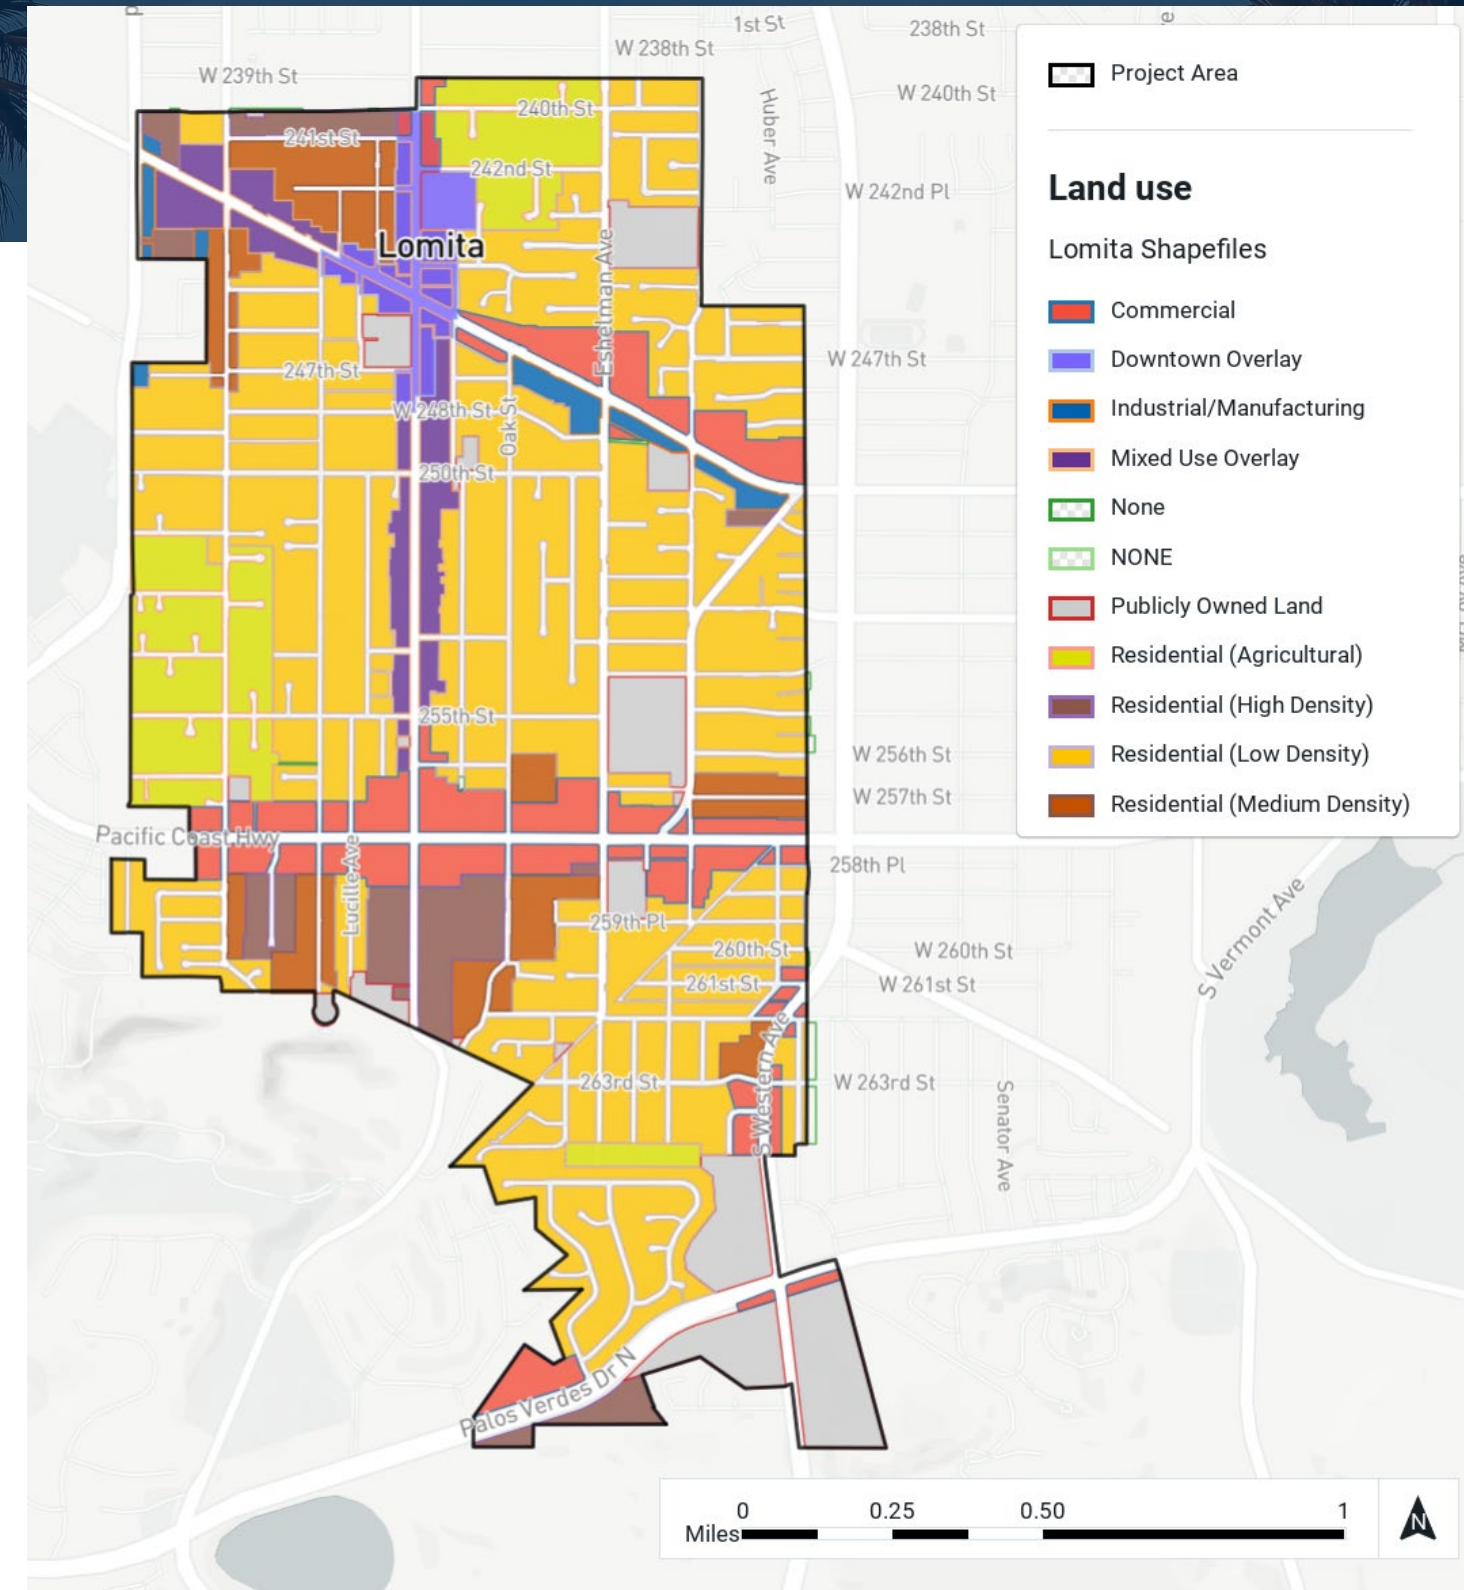 1st St
238th St
W 238th St
W 239th St
W 240th St
240th St
Huber Ave
241st St
242nd St
W 242nd Pl
Lomita
Eshelman Ave
W 247th St
247th St
W 248th St
Oak St
250th St
255th St
W 256th St
W 257th St
Pacific Coast Hwy
Lucille Ave
258th Pl
259th Pl
260th St
W 260th St
261st St
W 261st St
S Vermont Ave
S Western Ave
263rd St
W 263rd St
Senator Ave
Palos Verdes Dr N
Project Area
Land use
Lomita Shapefiles
Commercial
Downtown Overlay
Industrial/Manufacturing
Mixed Use Overlay
None
NONE
Publicly Owned Land
Residential (Agricultural)
Residential (High Density)
Residential (Low Density)
Residential (Medium Density)
0 0.25 0.50 1
Miles
N